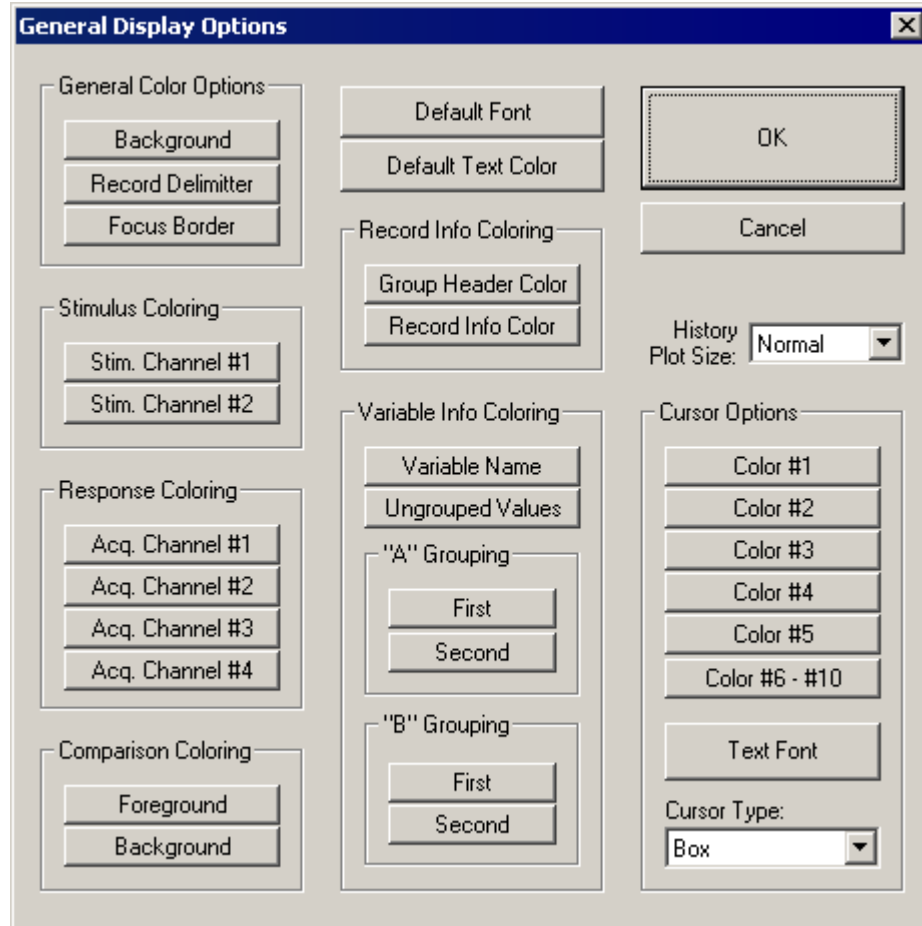 General Display Options
General Color Options
Background
Record Delimitter
Focus Border
Stimulus Coloring
Stim. Channel #1
Stim. Channel #2
Response Coloring
Acq. Channel #1
Acq. Channel #2
Acq. Channel #3
Acq. Channel #4
Comparison Coloring
Foreground
Background
Default Font
Default Text Color
Record Info Coloring
Group Header Color
Record Info Color
Variable Info Coloring
Variable Name
Ungrouped Values
"A" Grouping
First
Second
"B" Grouping
First
Second
OK
Cancel
History
Plot Size:
Normal
Cursor Options
Color #1
Color #2
Color #3
Color #4
Color #5
Color #6 - #10
Text Font
Cursor Type:
Box